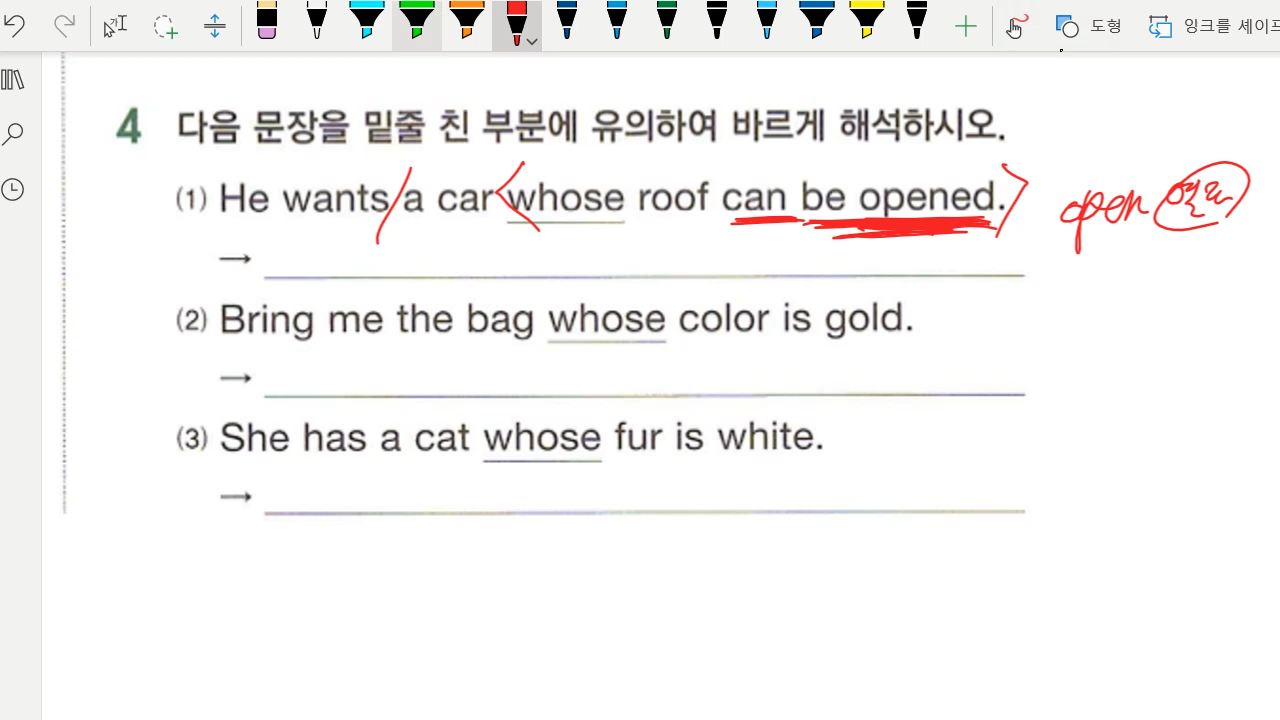 도형
잉크를 셰이프
4 다음 문장을 밑줄 친 부분에 유의하여 바르게 해석하시오.
(1) He wants a car whose roof can be opened.
open 열다
→
(2) Bring me the bag whose color is gold.
→
(3) She has a cat whose fur is white.
→